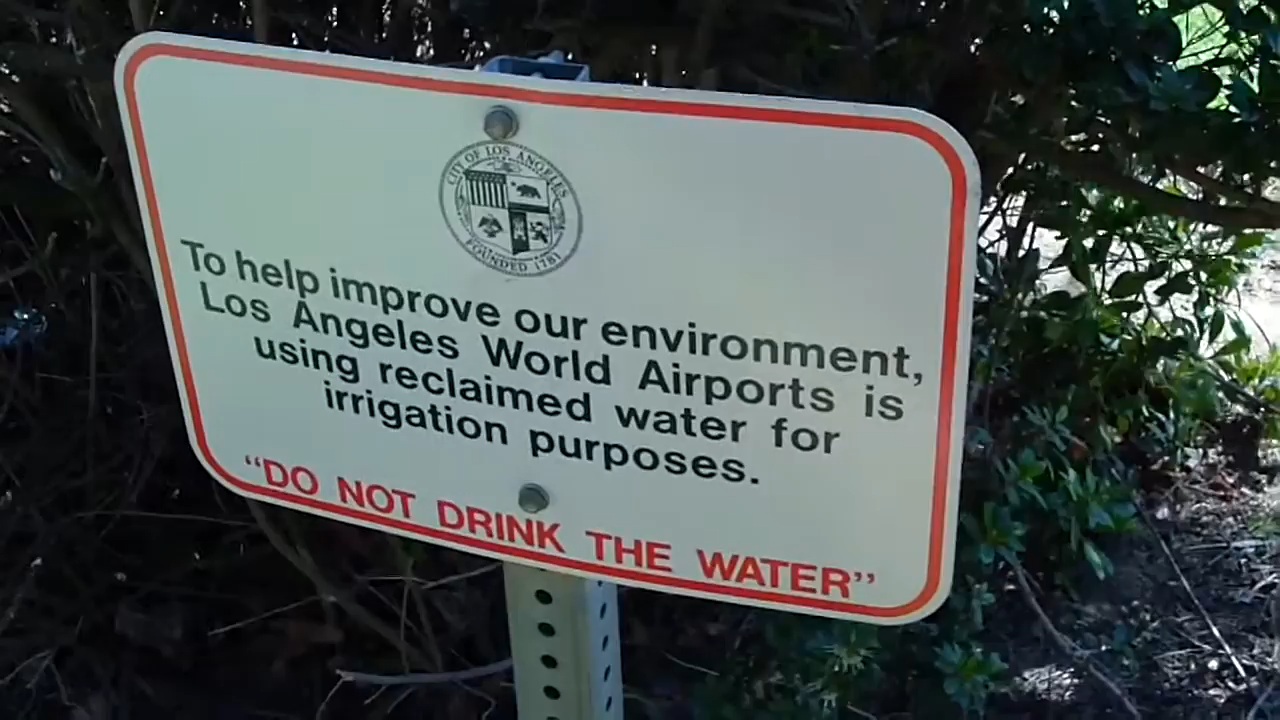 CITY OF LOS ANGELES
FOUNDED 1781
To help improve our environment,
Los Angeles World Airports is
using reclaimed water for
irrigation purposes.
“DO NOT DRINK THE WATER”